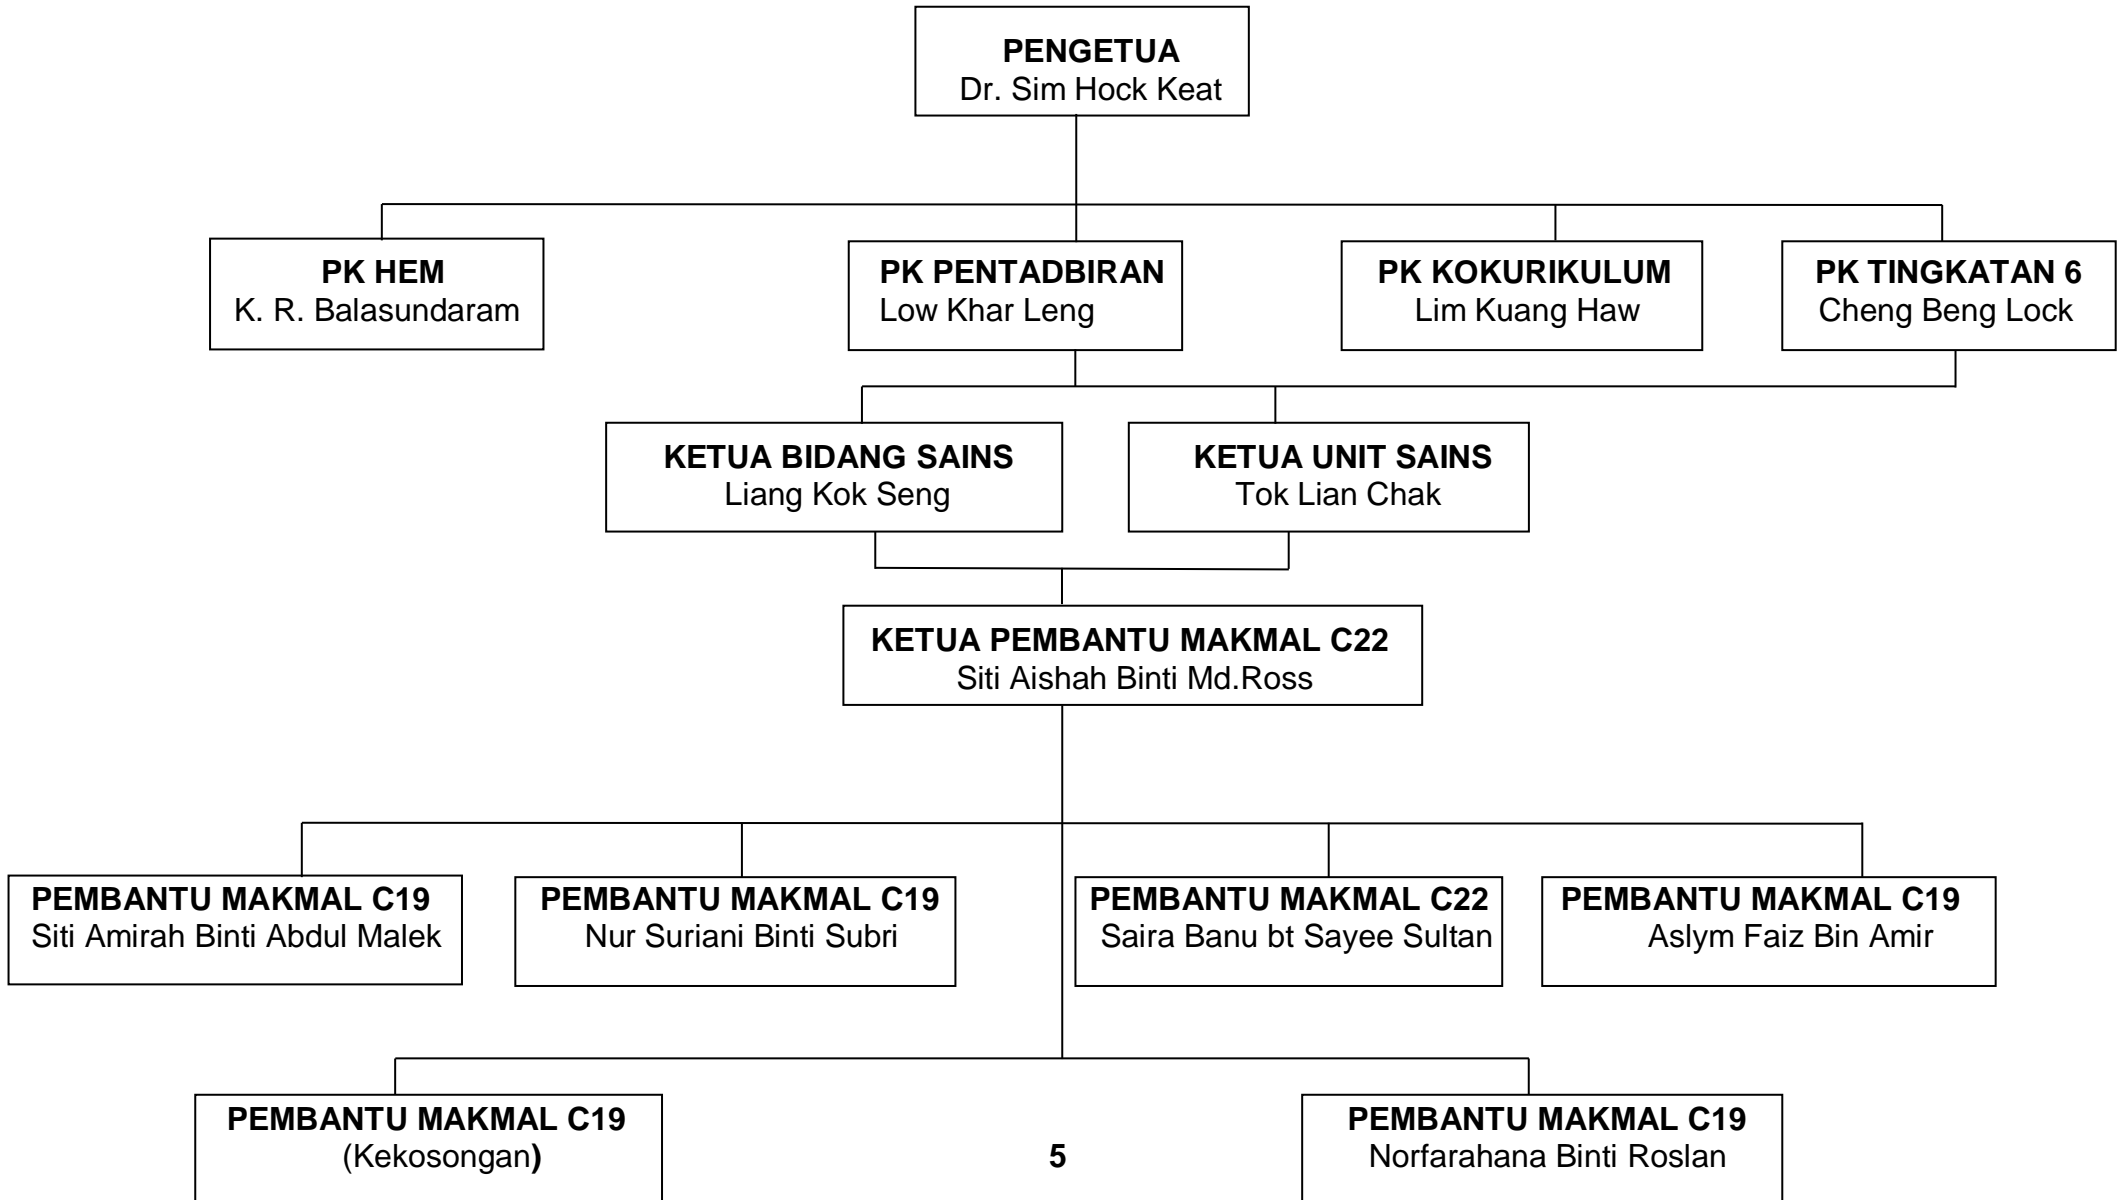 PENGETUA
Dr. Sim Hock Keat
PK HEM
K. R. Balasundaram
PK PENTADBIRAN
Low Khar Leng
PK KOKURIKULUM
Lim Kuang Haw
PK TINGKATAN 6
Cheng Beng Lock
KETUA BIDANG SAINS
Liang Kok Seng
KETUA UNIT SAINS
Tok Lian Chak
KETUA PEMBANTU MAKMAL C22
Siti Aishah Binti Md.Ross
PEMBANTU MAKMAL C19
Siti Amirah Binti Abdul Malek
PEMBANTU MAKMAL C19
Nur Suriani Binti Subri
PEMBANTU MAKMAL C22
Saira Banu bt Sayee Sultan
PEMBANTU MAKMAL C19
Aslym Faiz Bin Amir
PEMBANTU MAKMAL C19
(Kekosongan)
5
PEMBANTU MAKMAL C19
Norfarahana Binti Roslan